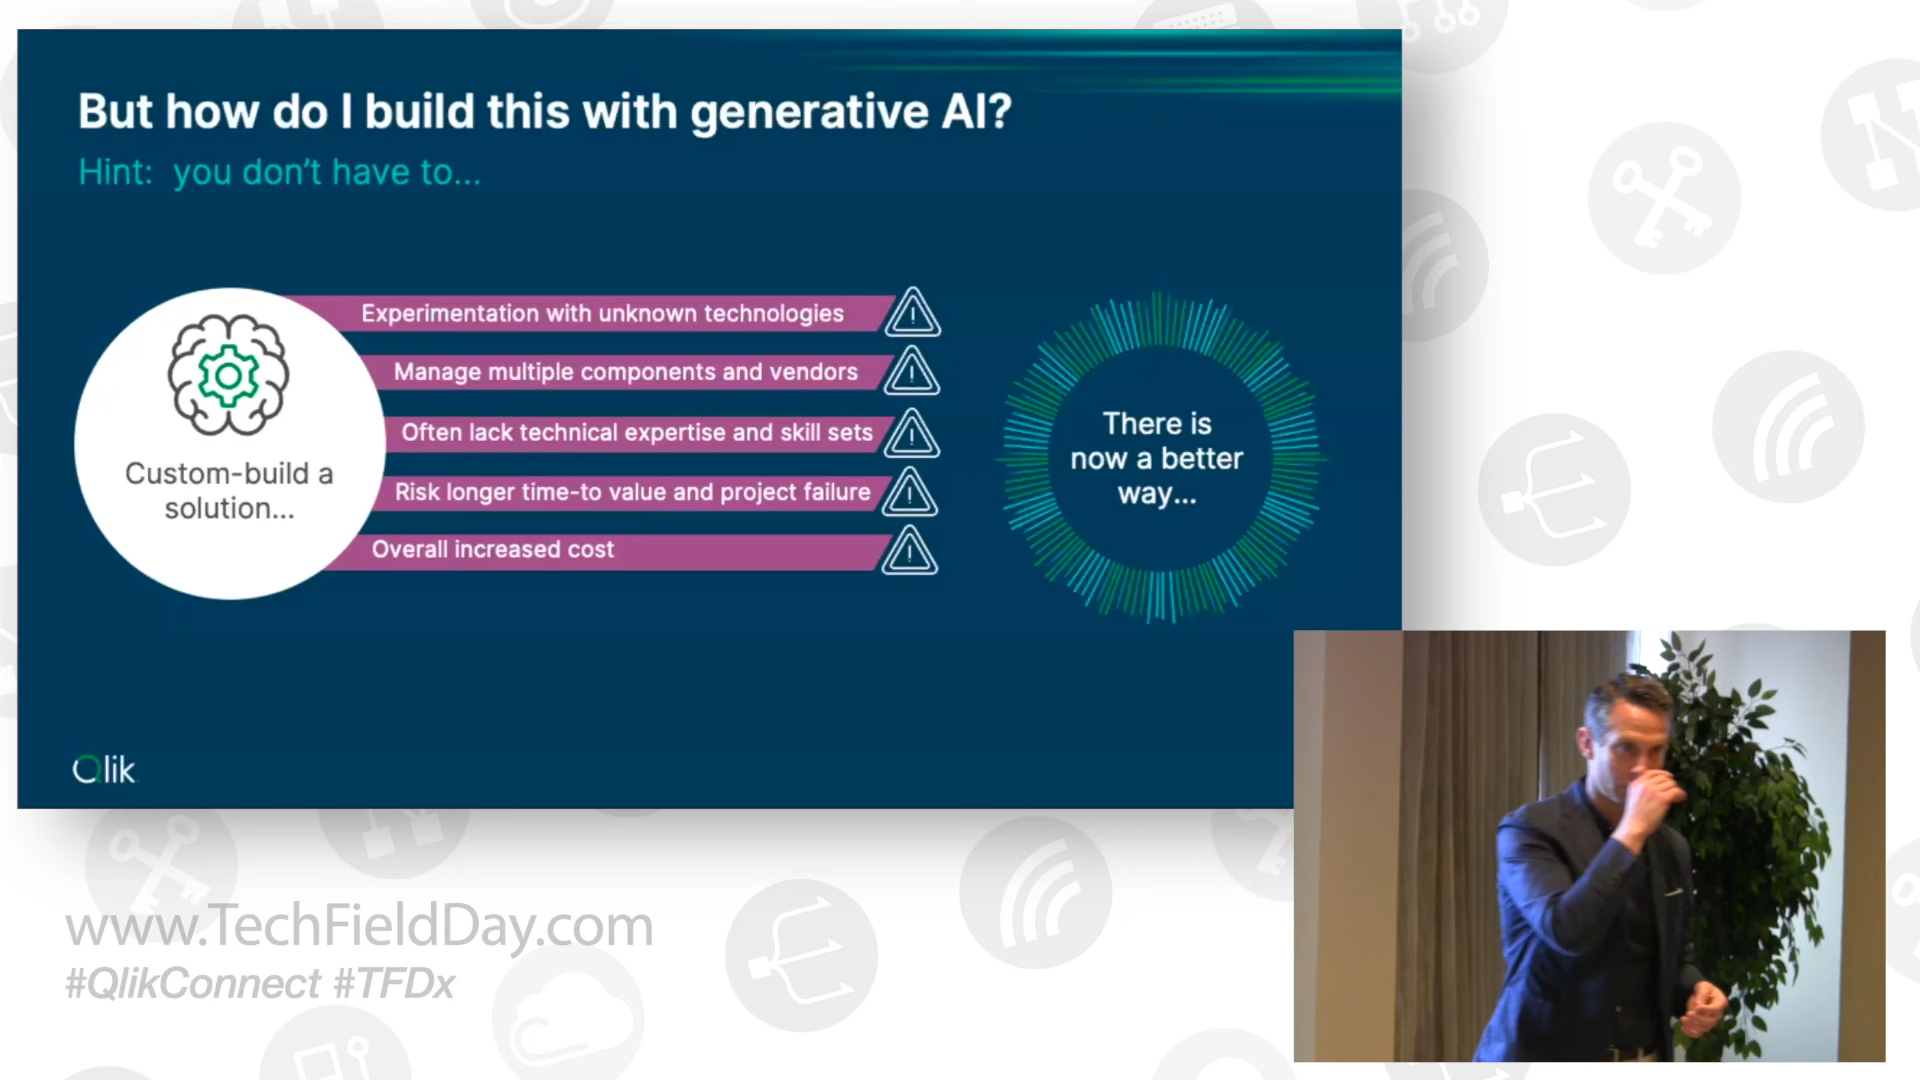 But how do I build this with generative AI?
Hint: you don't have to...
Custom-build a
solution...
Experimentation with unknown technologies
Manage multiple components and vendors
Often lack technical expertise and skill sets
Risk longer time-to value and project failure
Overall increased cost
There is
now a better
way...
Qlik
www.TechFieldDay.com
#QlikConnect #TFDx